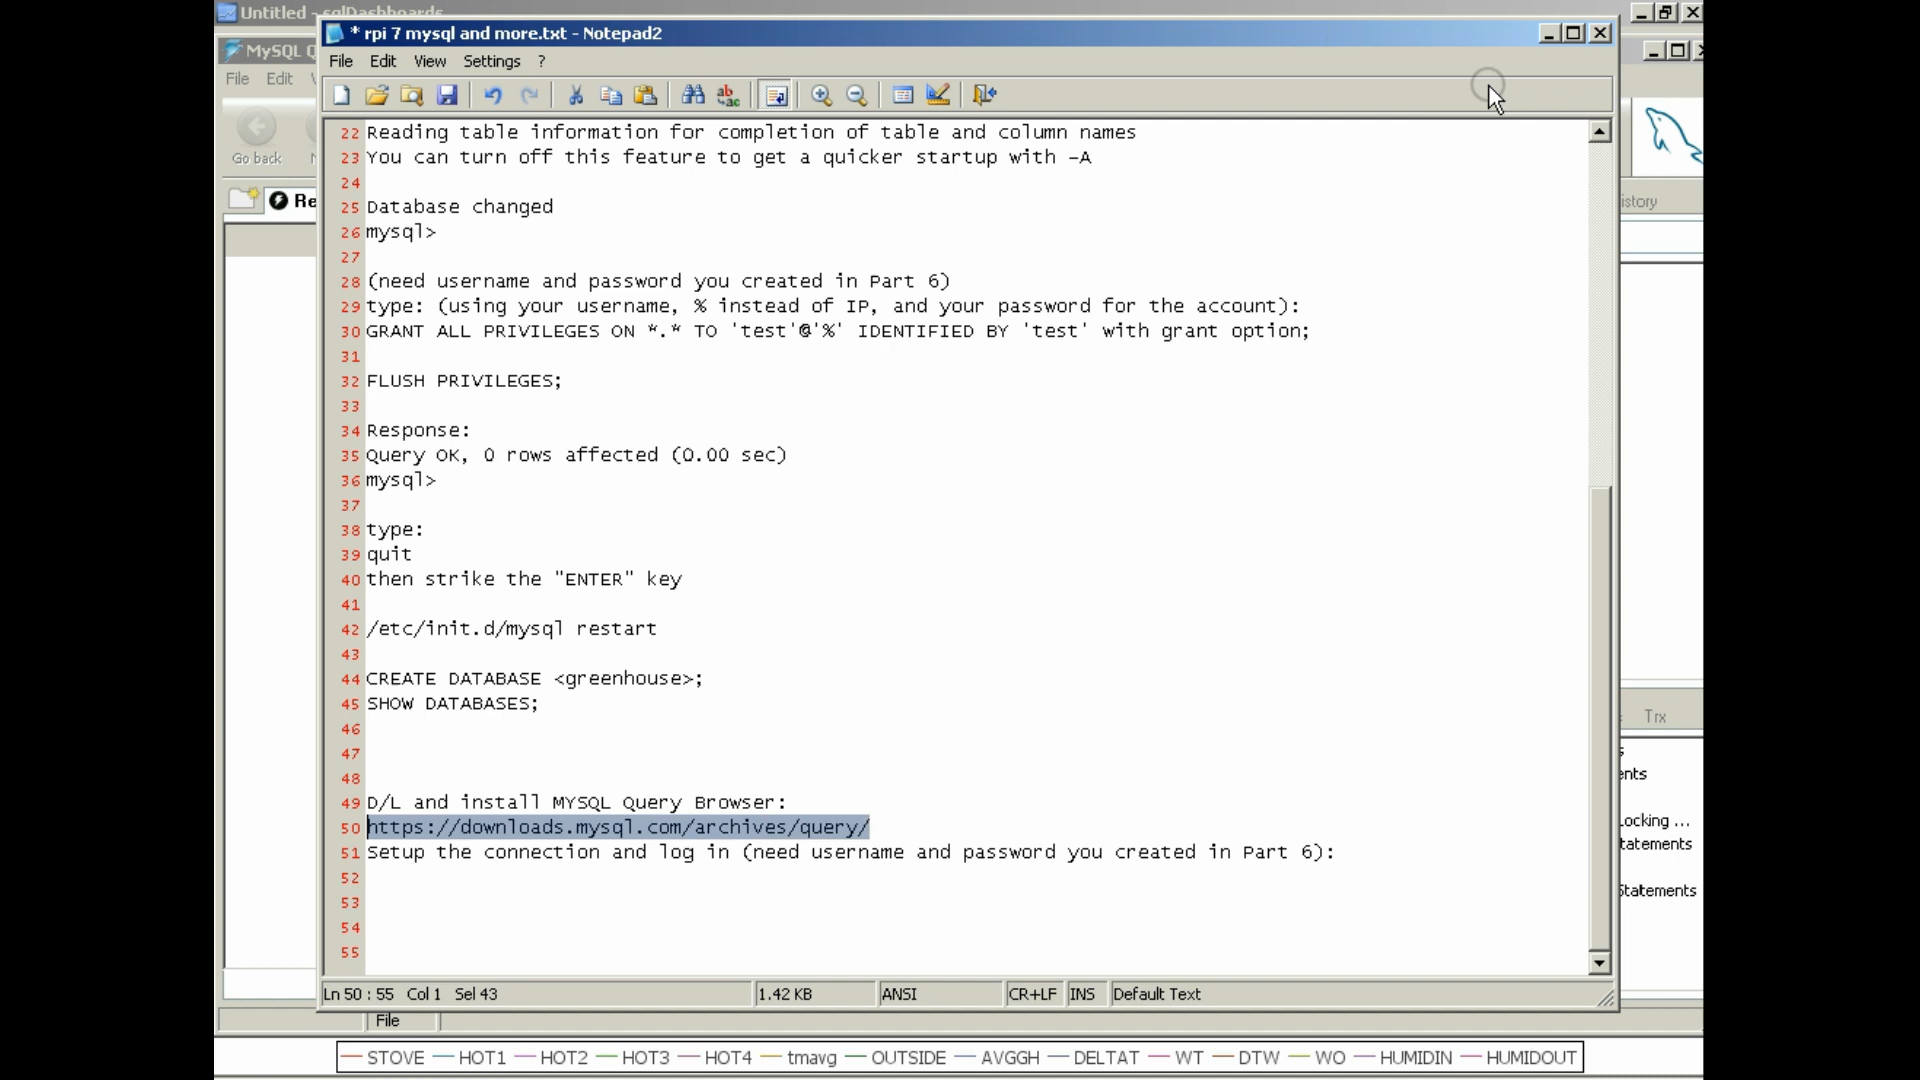 Untitled - sqlDashboards
* rpi 7 mysql and more.txt - Notepad2
MySQL Q
File Edit View Settings ?
File Edit
Go back
Re
istory
22 Reading table information for completion of table and column names
23 You can turn off this feature to get a quicker startup with -A
24
25 Database changed
26 mysql>
27
28 (need username and password you created in Part 6)
29 type: (using your username, % instead of IP, and your password for the account):
30 GRANT ALL PRIVILEGES ON *.* TO 'test'@'%' IDENTIFIED BY 'test' with grant option;
31
32 FLUSH PRIVILEGES;
33
34 Response:
35 Query OK, 0 rows affected (0.00 sec)
36 mysql>
37
38 type:
39 quit
40 then strike the "ENTER" key
41
42 /etc/init.d/mysql restart
43
44 CREATE DATABASE <greenhouse>;
45 SHOW DATABASES;
46
47
48
49 D/L and install MYSQL Query Browser:
50 https://downloads.mysql.com/archives/query/
51 Setup the connection and log in (need username and password you created in Part 6):
52
53
54
55
Trx
ents
ocking ...
tatements
Statements
Ln 50 : 55 Col 1 Sel 43 1.42 KB ANSI CR+LF INS Default Text
File
STOVE HOT1 HOT2 HOT3 HOT4 tmavg OUTSIDE AVGGH DELTAT WT DTW WO HUMIDIN HUMIDOUT